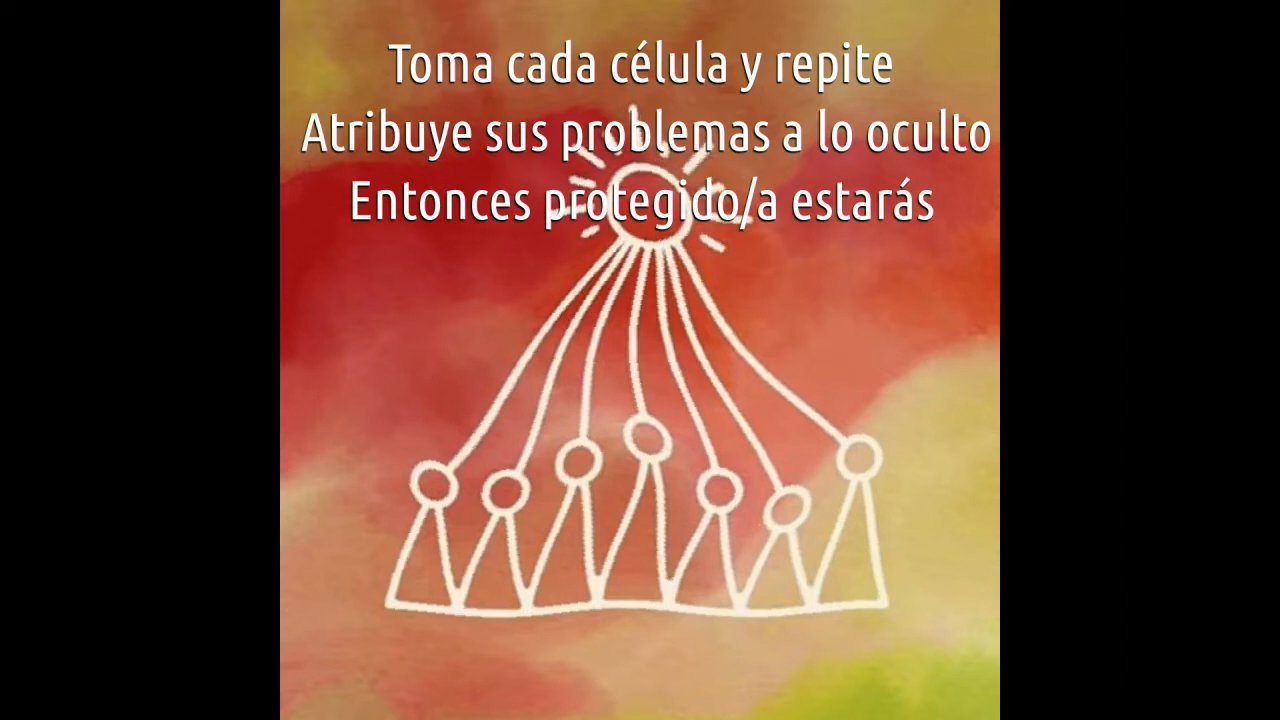 Toma cada célula y repite
Atribuye sus problemas a lo oculto
Entonces protegido/a estarás